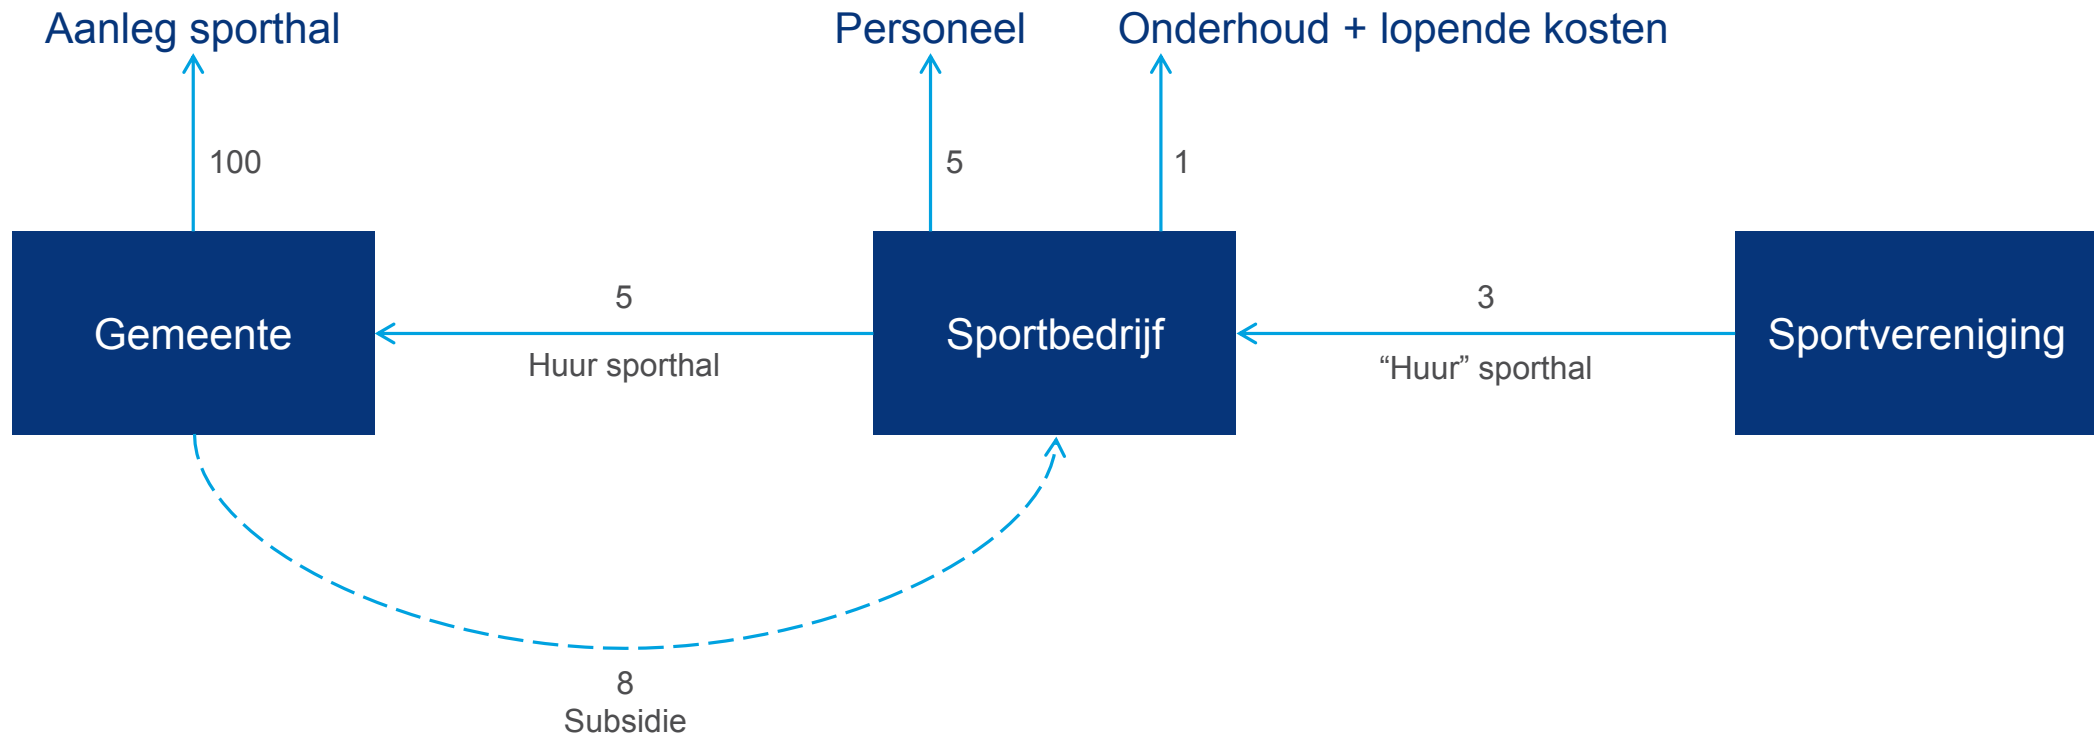 Aanleg sporthal
Personeel
Onderhoud + lopende kosten
100
5
1
Gemeente
5
Huur sporthal
Sportbedrijf
3
“Huur” sporthal
Sportvereniging
8
Subsidie